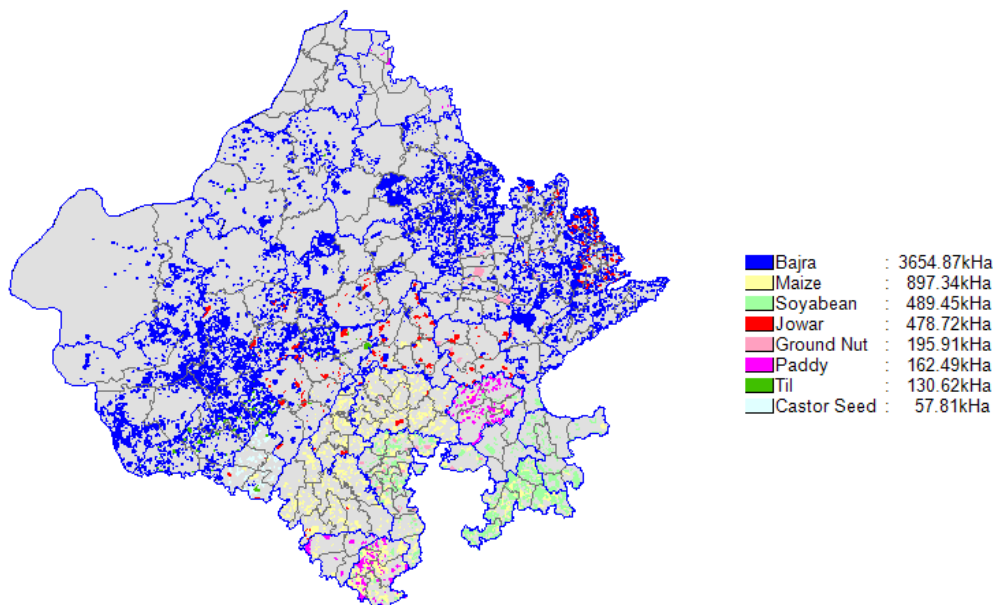 Bajra : 3654.87kHa
Maize : 897.34kHa
Soyabean : 489.45kHa
Jowar : 478.72kHa
Ground Nut : 195.91kHa
Paddy : 162.49kHa
Til : 130.62kHa
Castor Seed : 57.81kHa